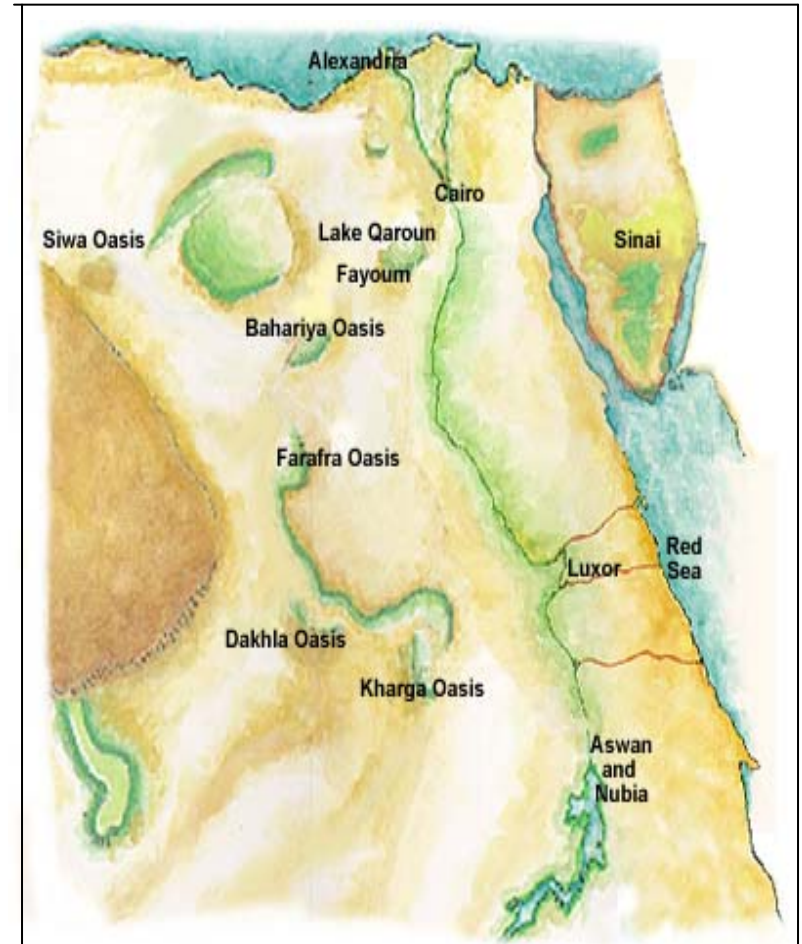 Alexandria
Cairo
Siwa Oasis
Lake Qaroun
Sinai
Fayoum
Bahariya Oasis
Farafra Oasis
Red
Sea
Luxor
Dakhla Oasis
Kharga Oasis
Aswan
and
Nubia